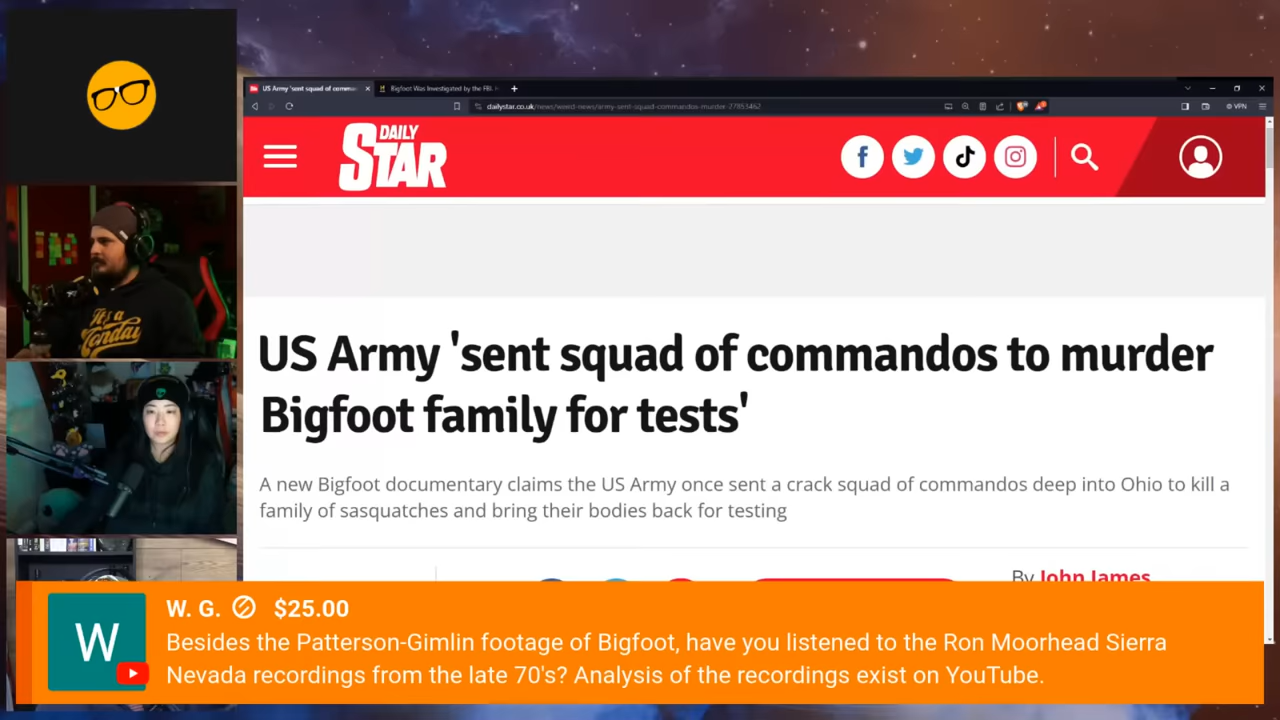 US Army 'sent squad of comman
Bigfoot Was Investigated by the FBI. H
dailystar.co.uk/news/weird-news/army-sent-squad-commandos-murder-27853462
VPN
DAILY
STAR
It's a
Tonday
US Army 'sent squad of commandos to murder
Bigfoot family for tests'
A new Bigfoot documentary claims the US Army once sent a crack squad of commandos deep into Ohio to kill a
family of sasquatches and bring their bodies back for testing
By John James
W
W. G. $25.00
Besides the Patterson-Gimlin footage of Bigfoot, have you listened to the Ron Moorhead Sierra
Nevada recordings from the late 70's? Analysis of the recordings exist on YouTube.